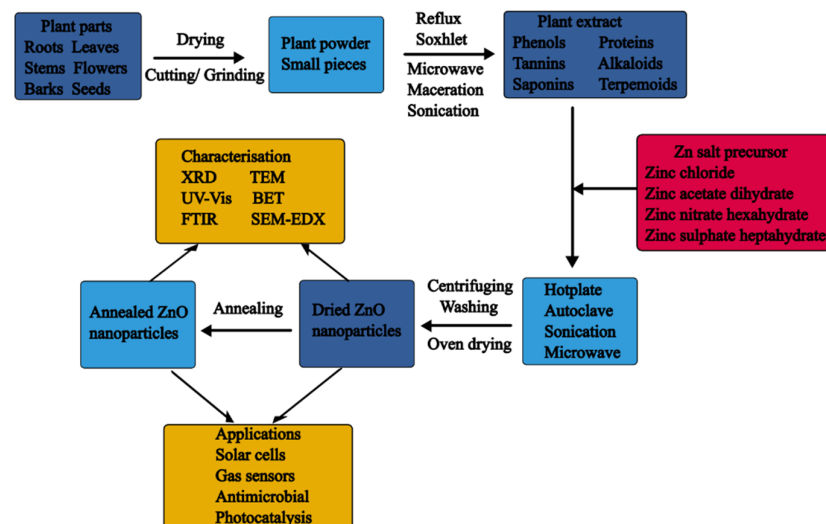 Plant parts
Roots Leaves
Stems Flowers
Barks Seeds
Drying
Cutting/ Grinding
Plant powder
Small pieces
Reflux
Soxhlet
Microwave
Maceration
Sonication
Plant extract
Phenols Proteins
Tannins Alkaloids
Saponins Terpemoids
Zn salt precursor
Zinc chloride
Zinc acetate dihydrate
Zinc nitrate hexahydrate
Zinc sulphate heptahydrate
Hotplate
Autoclave
Sonication
Microwave
Centrifuging
Washing
Oven drying
Dried ZnO
nanoparticles
Annealing
Annealed ZnO
nanoparticles
Characterisation
XRD TEM
UV-Vis BET
FTIR SEM-EDX
Applications
Solar cells
Gas sensors
Antimicrobial
Photocatalysis